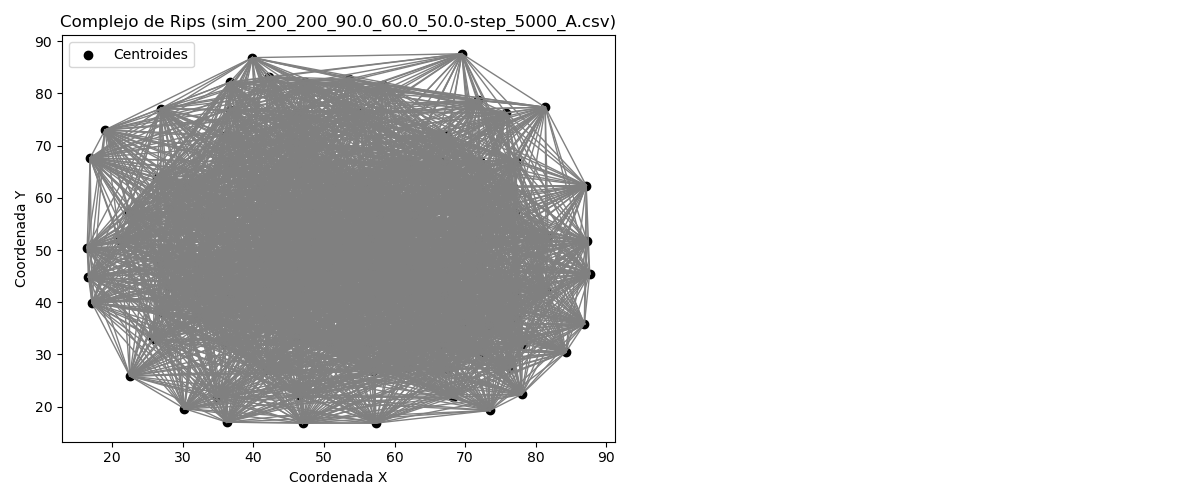 Complejo de Rips (sim_200_200_90.0_60.0_50.0-step_5000_A.csv)
Centroides
90
80
70
60
50
40
30
20
Coordenada Y
20 30 40 50 60 70 80 90
Coordenada X